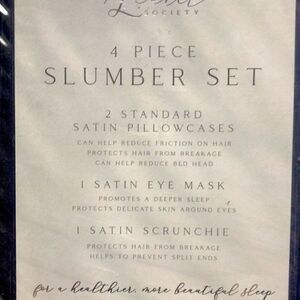 SOCIETY
4 PIECE
SLUMBER SET
2 STANDARD
SATIN PILLOWCASES
CAN HELP REDUCE FRICTION ON HAIR
PROTECTS HAIR FROM BREAKAGE
CAN HELP REDUCE BED HEAD
1 SATIN EYE MASK
PROMOTES A DEEPER SLEEP
PROTECTS DELICATE SKIN AROUND EYES
1 SATIN SCRUNCHIE
PROTECTS HAIR FROM BREAKAGE
HELPS TO PREVENT SPLIT ENDS
for a healthier, more beautiful sleep